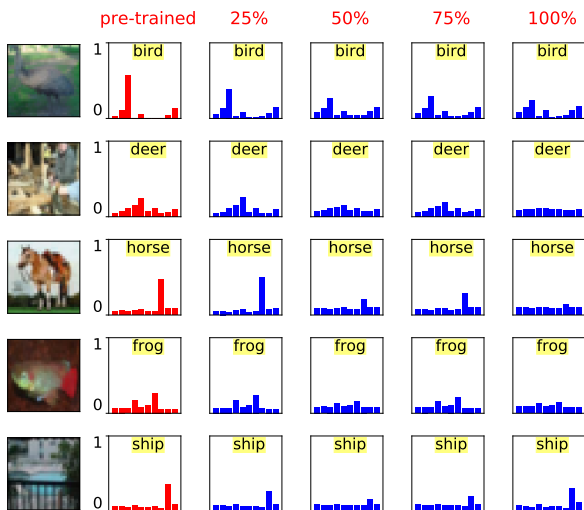 pre-trained 25% 50% 75% 100%
1 bird bird bird bird bird
0
1 deer deer deer deer deer
0
1 horse horse horse horse horse
0
1 frog frog frog frog frog
0
1 ship ship ship ship ship
0